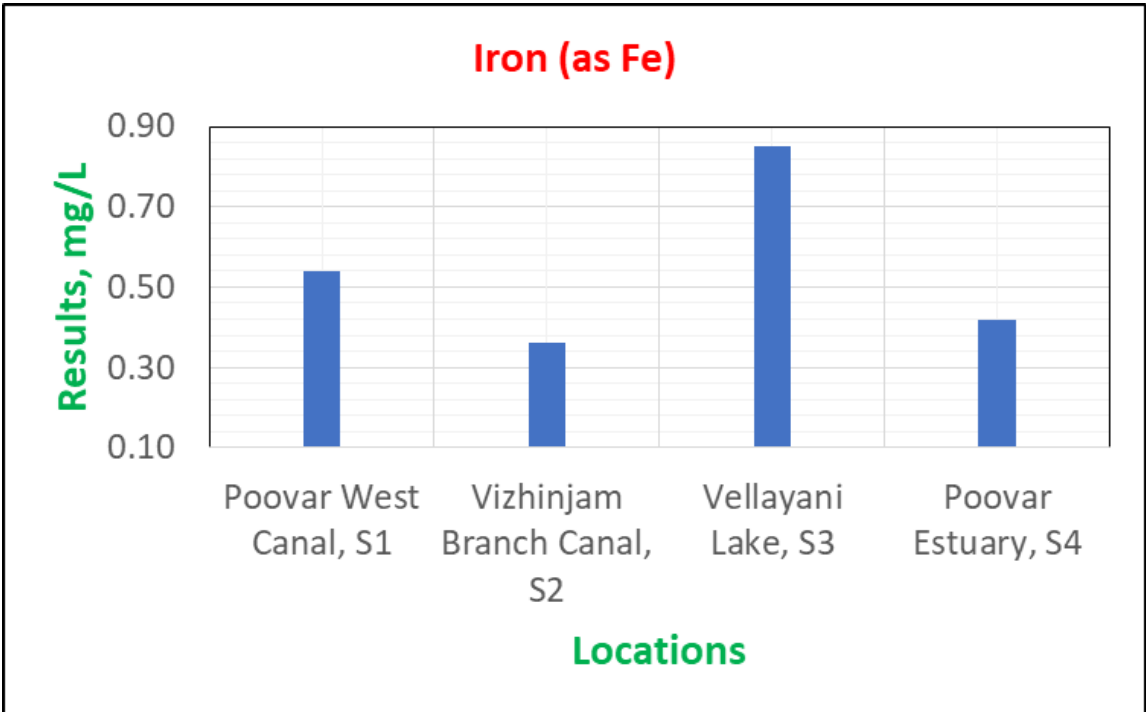 Iron (as Fe)
Results, mg/L
0.90
0.70
0.50
0.30
0.10
Poovar West
Canal, S1
Vizhinjam
Branch Canal,
S2
Vellayani
Lake, S3
Poovar
Estuary, S4
Locations